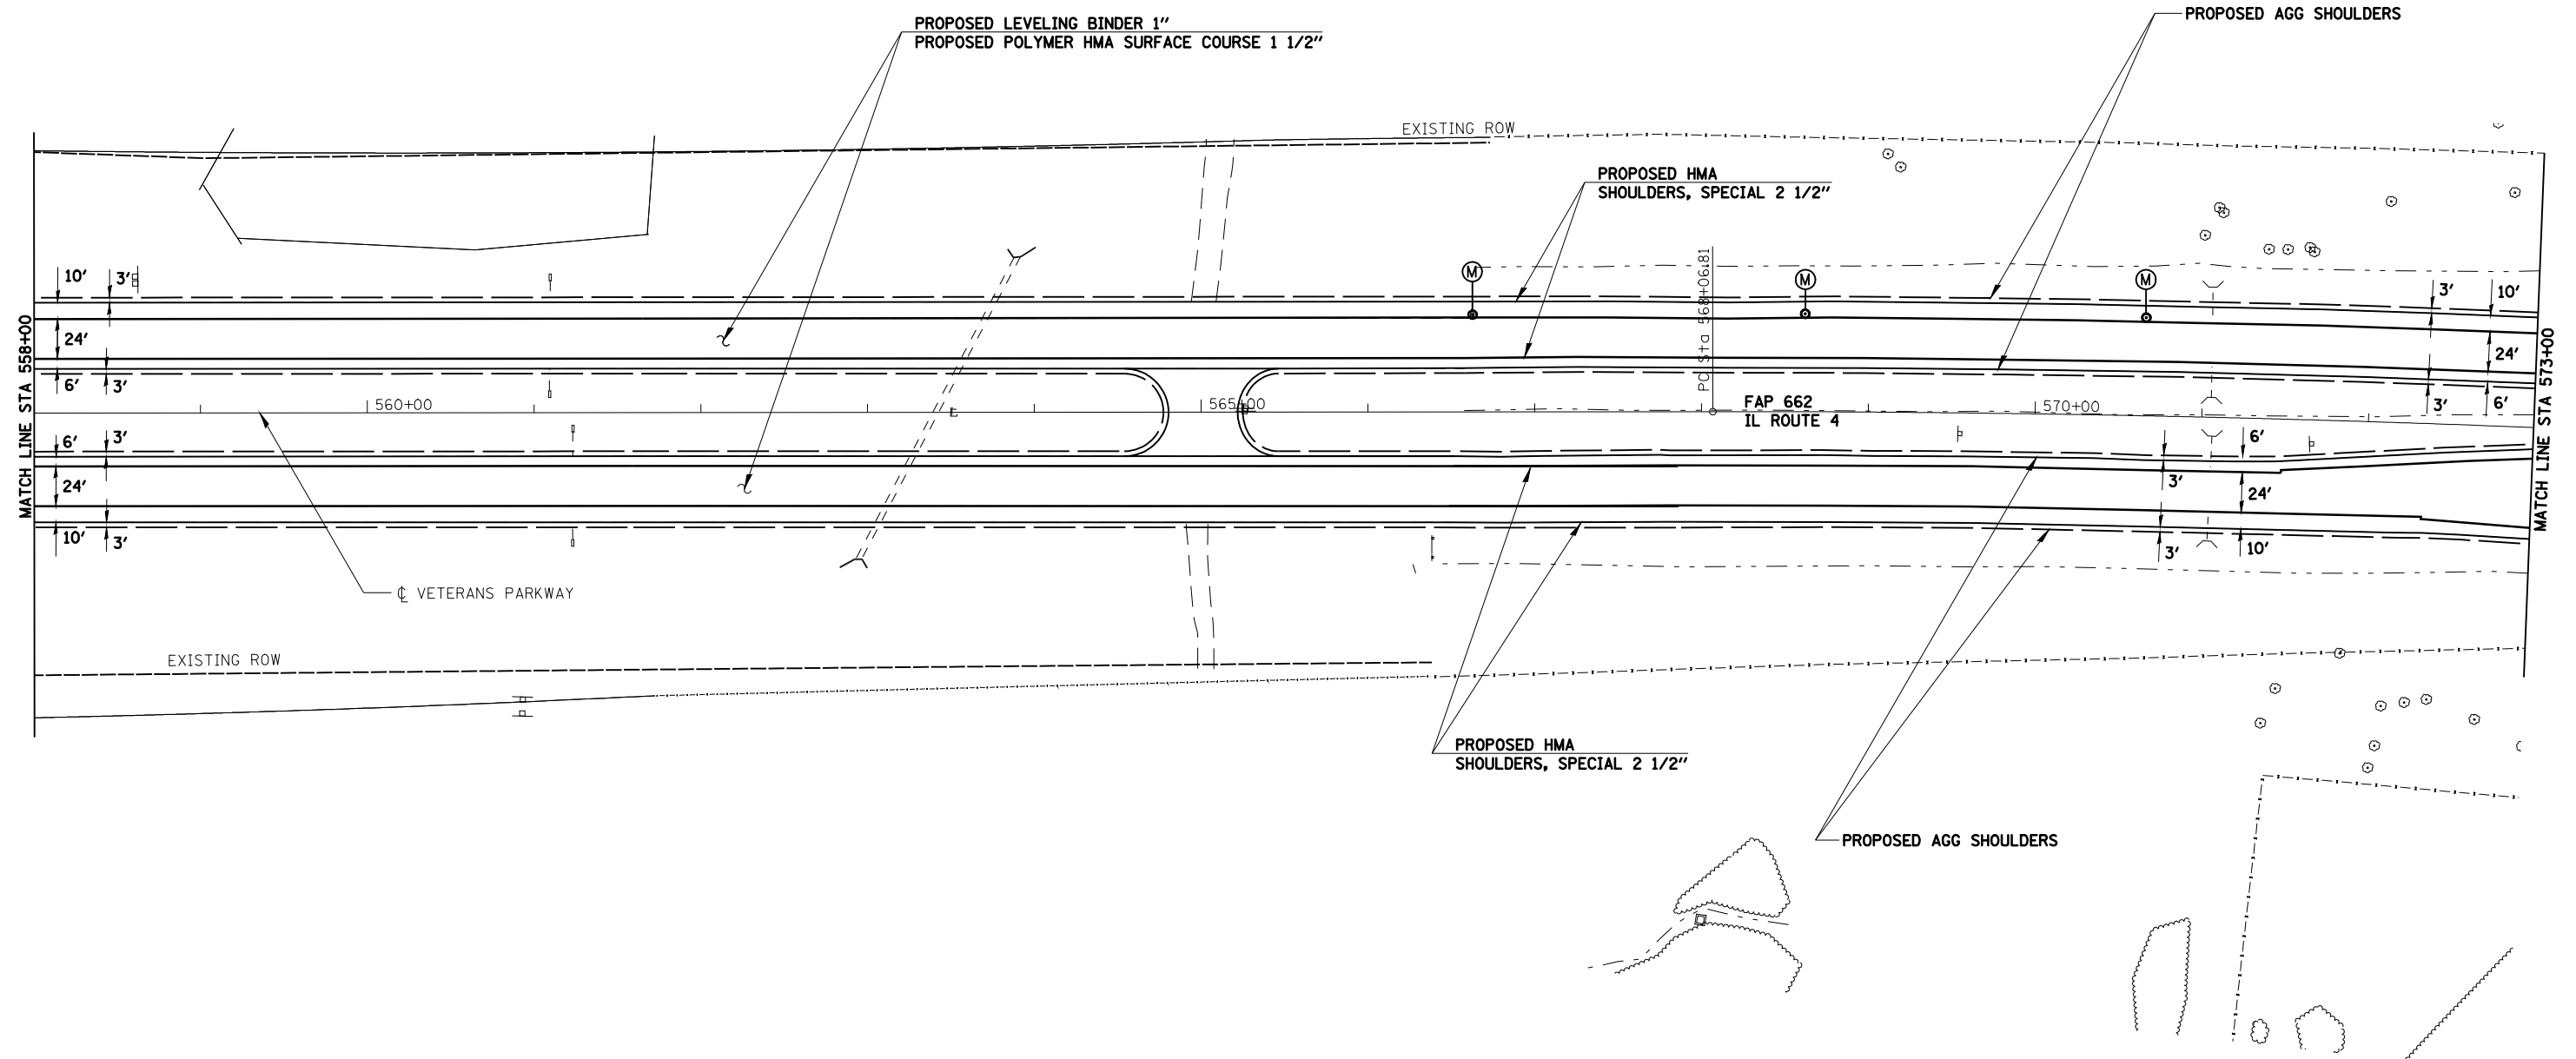 PROPOSED LEVELING BINDER 1"
PROPOSED POLYMER HMA SURFACE COURSE 1 1/2"
PROPOSED AGG SHOULDERS
EXISTING ROW
PROPOSED HMA
SHOULDERS, SPECIAL 2 1/2"
MATCH LINE STA 558+00
10'
3'
24'
6'
3'
6'
3'
24'
10'
3'
560+00
565+00
PC Sta 568+06.81
M
M
M
FAP 662
IL ROUTE 4
570+00
3'
10'
24'
3'
6'
6'
3'
24'
3'
10'
MATCH LINE STA 573+00
℄ VETERANS PARKWAY
EXISTING ROW
PROPOSED HMA
SHOULDERS, SPECIAL 2 1/2"
PROPOSED AGG SHOULDERS